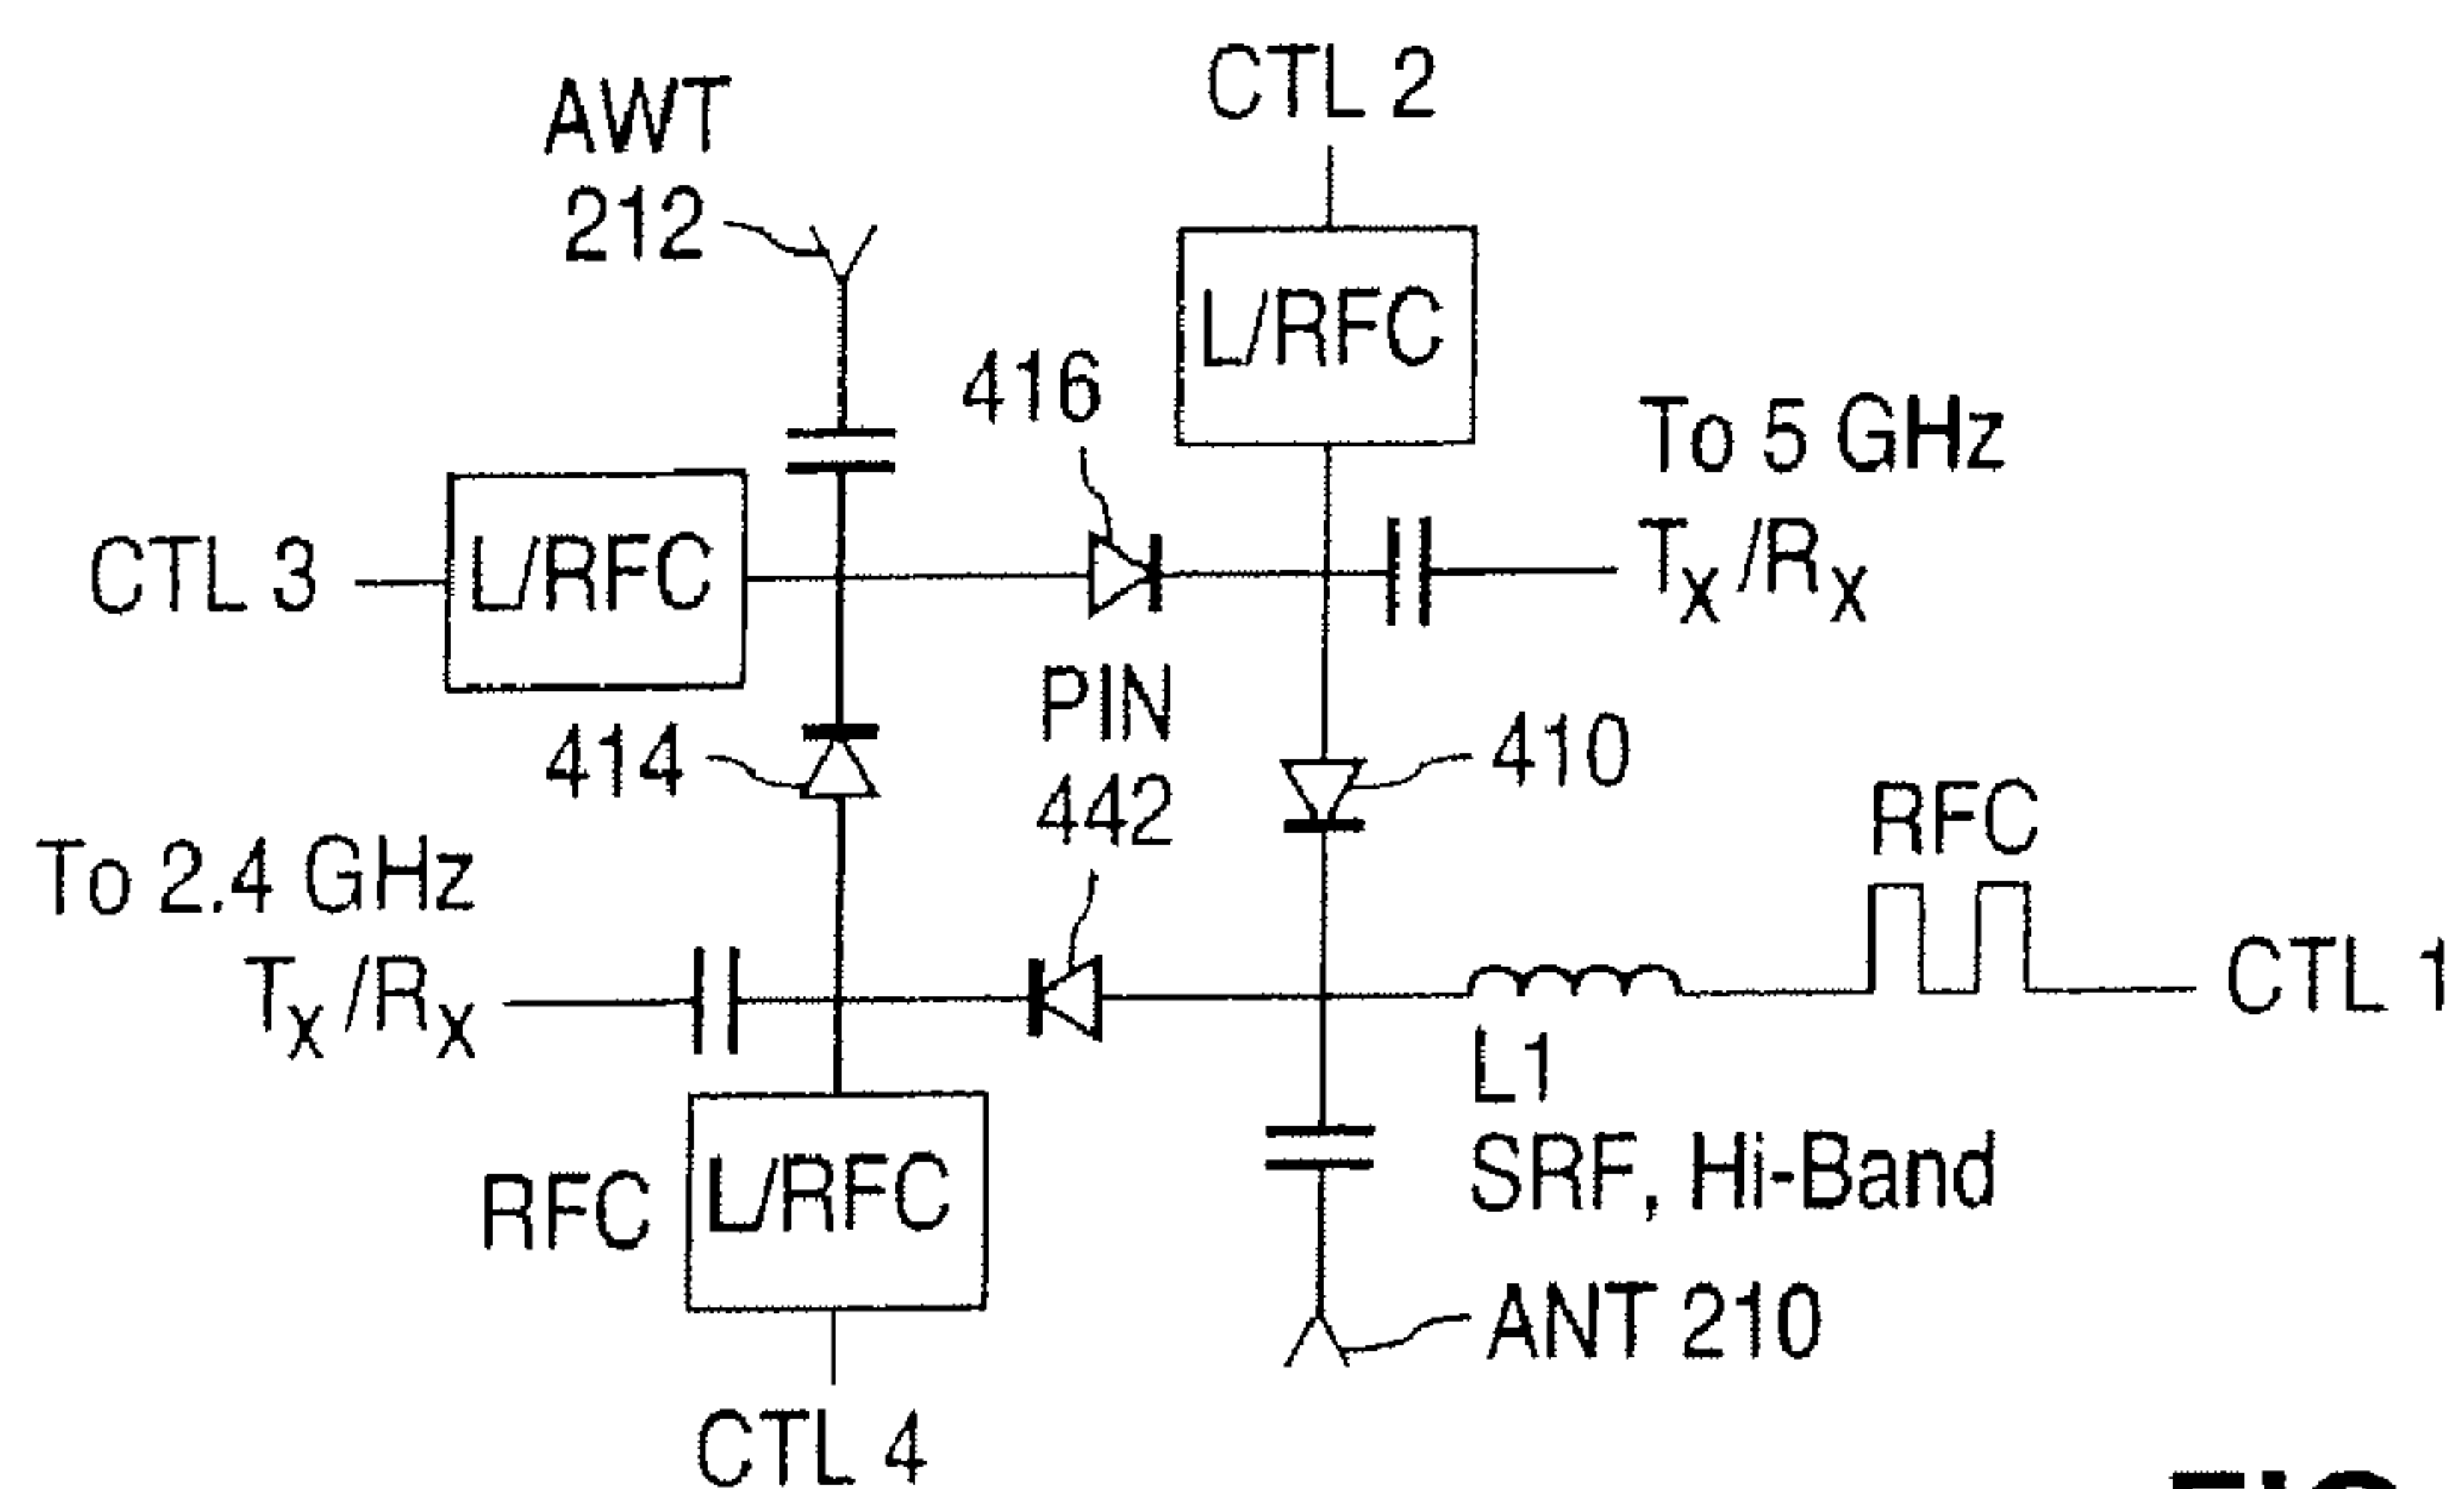 AWT
212
CTL 2
L/RFC
416
To 5 GHz
Tx/Rx
CTL 3
L/RFC
PIN
442
414
410
RFC
To 2.4 GHz
Tx/Rx
CTL 1
L1
SRF, Hi-Band
RFC
L/RFC
ANT 210
CTL 4